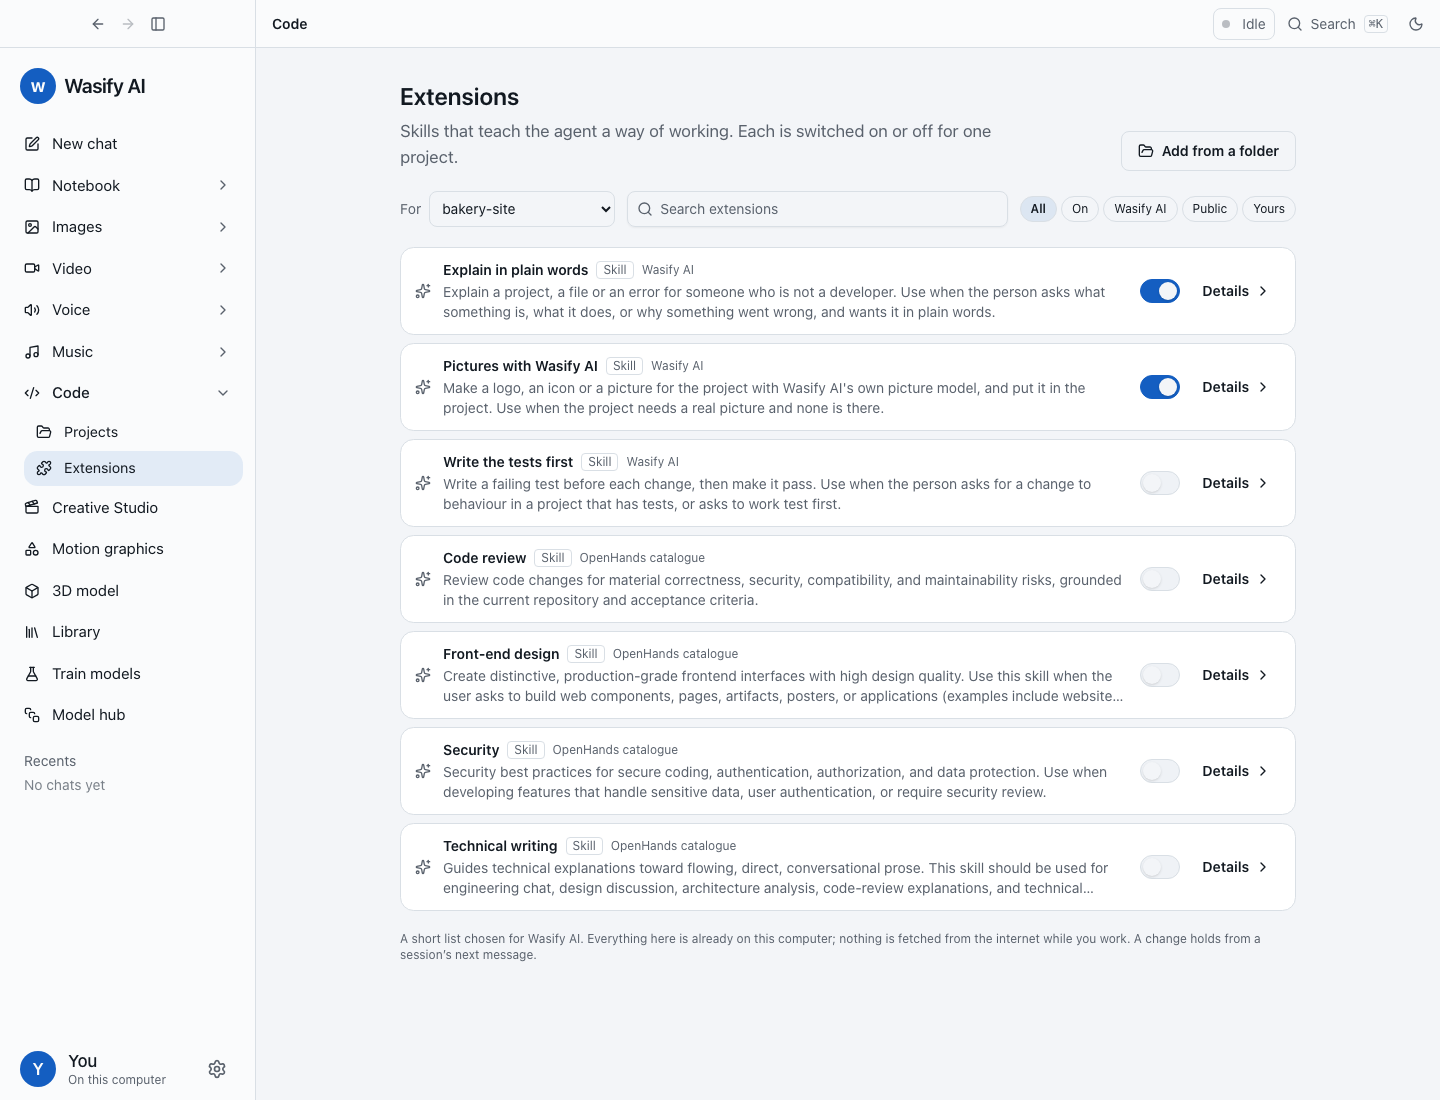 Code
Idle
Search ⌘K
W
Wasify AI
New chat
Notebook
Images
Video
Voice
Music
Code
Projects
Extensions
Creative Studio
Motion graphics
3D model
Library
Train models
Model hub
Recents
No chats yet
Y
You
On this computer
Extensions
Skills that teach the agent a way of working. Each is switched on or off for one
project.
Add from a folder
For
bakery-site
Search extensions
All
On
Wasify AI
Public
Yours
Explain in plain words Skill Wasify AI
Explain a project, a file or an error for someone who is not a developer. Use when the person asks what
something is, what it does, or why something went wrong, and wants it in plain words.
Details
Pictures with Wasify AI Skill Wasify AI
Make a logo, an icon or a picture for the project with Wasify AI's own picture model, and put it in the
project. Use when the project needs a real picture and none is there.
Details
Write the tests first Skill Wasify AI
Write a failing test before each change, then make it pass. Use when the person asks for a change to
behaviour in a project that has tests, or asks to work test first.
Details
Code review Skill OpenHands catalogue
Review code changes for material correctness, security, compatibility, and maintainability risks, grounded
in the current repository and acceptance criteria.
Details
Front-end design Skill OpenHands catalogue
Create distinctive, production-grade frontend interfaces with high design quality. Use this skill when the
user asks to build web components, pages, artifacts, posters, or applications (examples include website...
Details
Security Skill OpenHands catalogue
Security best practices for secure coding, authentication, authorization, and data protection. Use when
developing features that handle sensitive data, user authentication, or require security review.
Details
Technical writing Skill OpenHands catalogue
Guides technical explanations toward flowing, direct, conversational prose. This skill should be used for
engineering chat, design discussion, architecture analysis, code-review explanations, and technical...
Details
A short list chosen for Wasify AI. Everything here is already on this computer; nothing is fetched from the internet while you work. A change holds from a
session's next message.